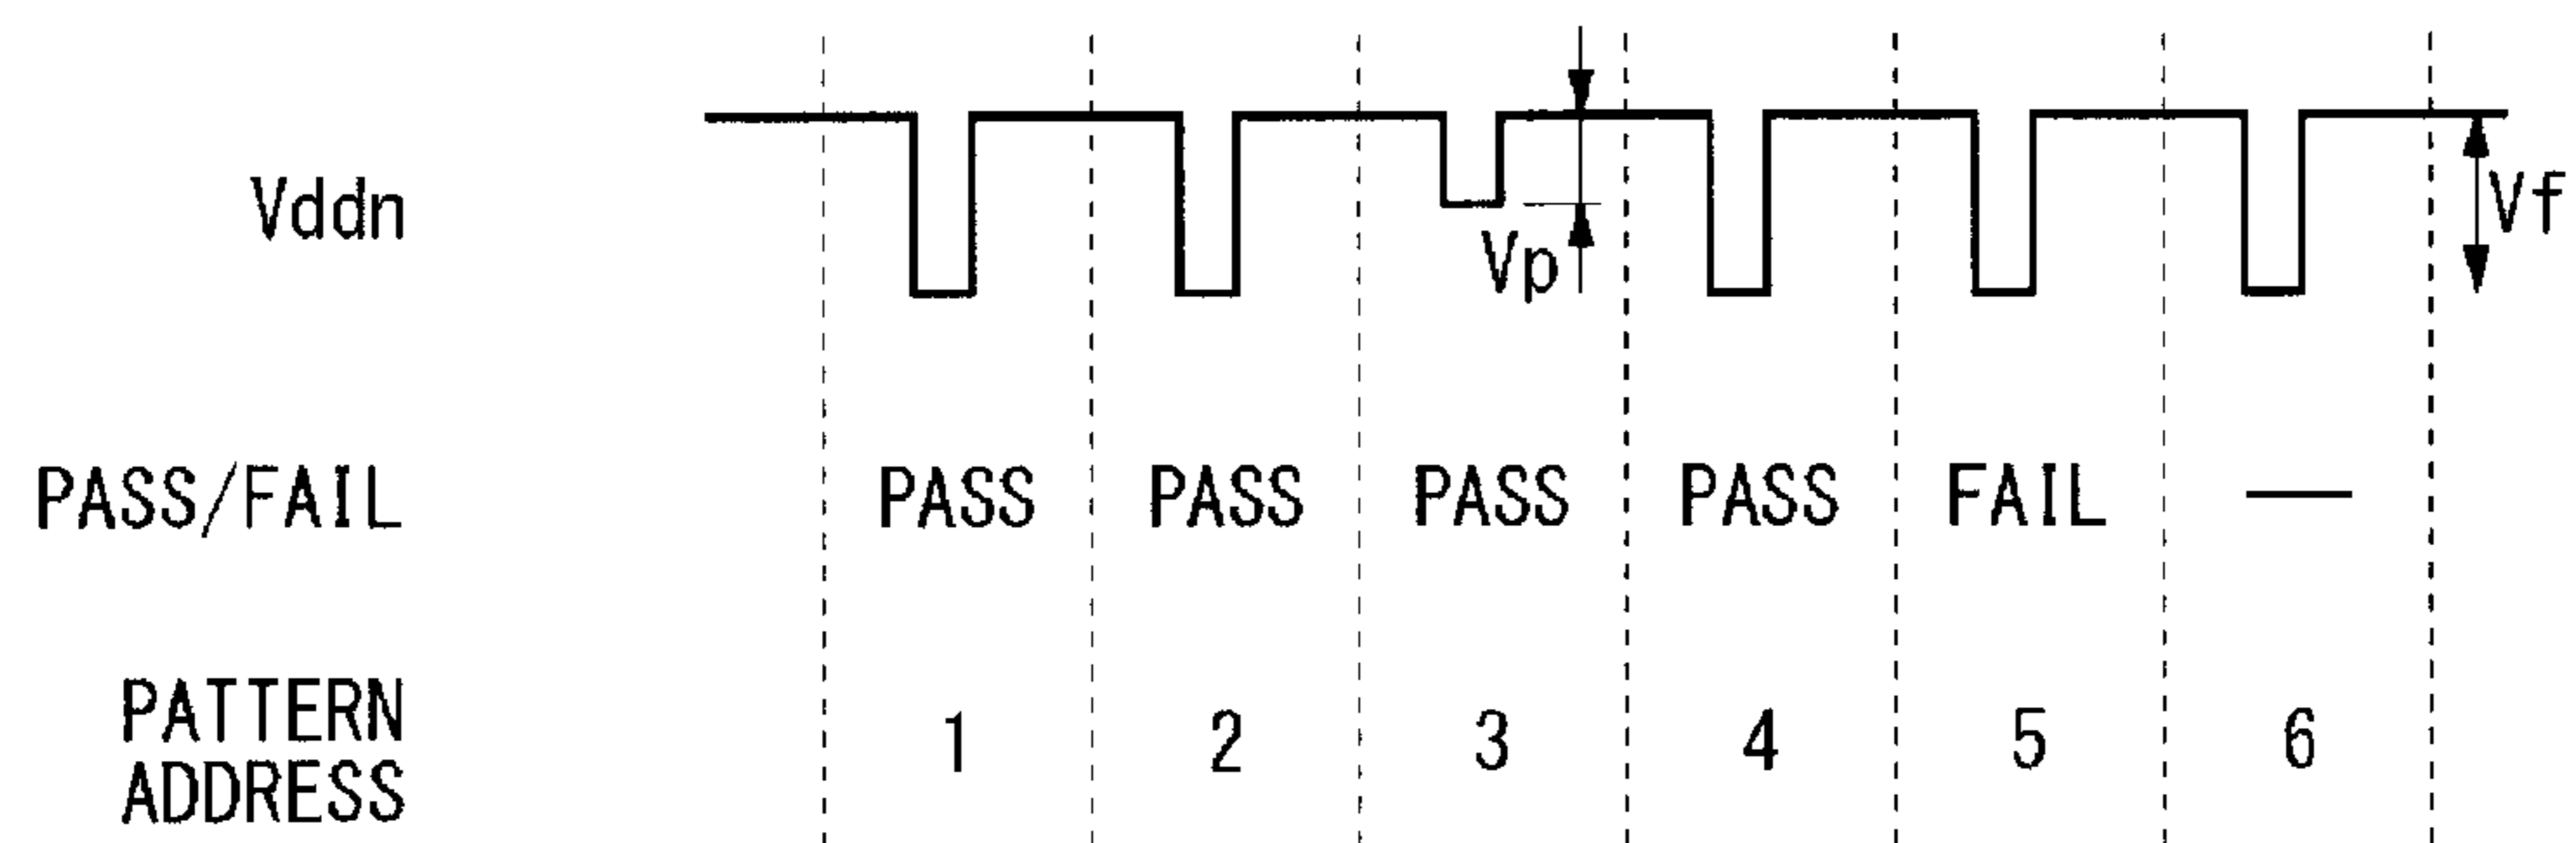 Vddn
Vp
Vf
PASS/FAIL PASS PASS PASS PASS FAIL —
PATTERN
ADDRESS 1 2 3 4 5 6